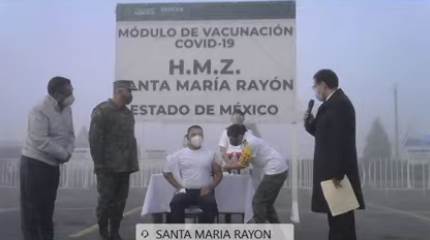 MÓDULO DE VACUNACIÓN
COVID-19
H.M.Z.
SANTA MARÍA RAYÓN
ESTADO DE MÉXICO
SANTA MARIA RAYON